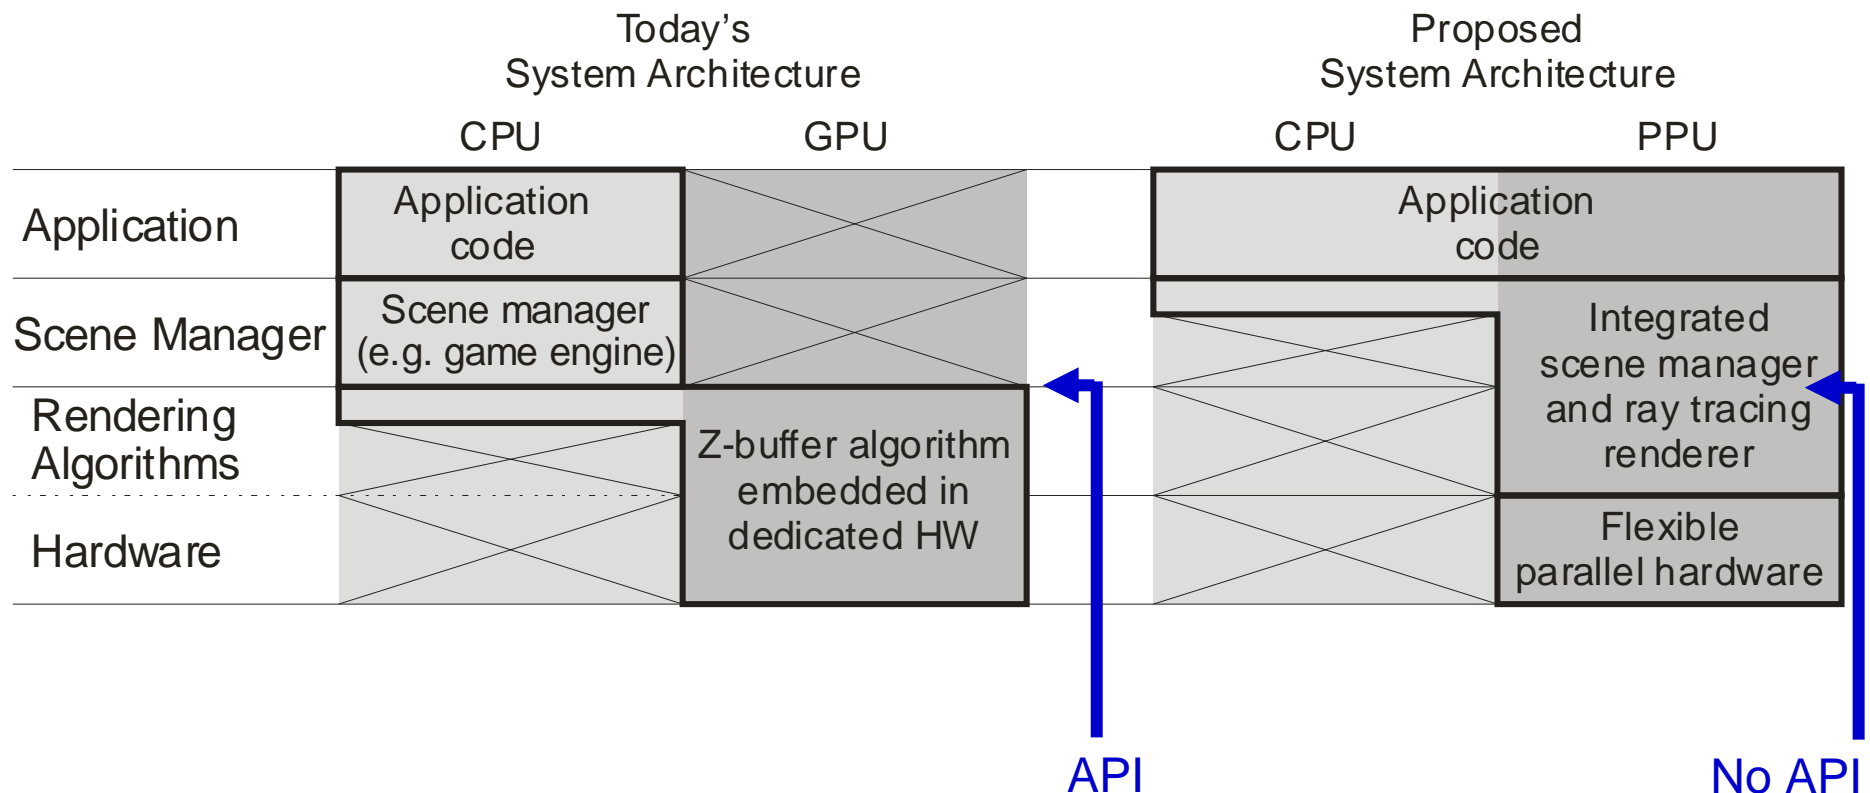 Today's
System Architecture
Proposed
System Architecture
CPU
GPU
CPU
PPU
Application
Application
code
Application
code
Scene Manager
Scene manager
(e.g. game engine)
Integrated
scene manager
and ray tracing
renderer
Rendering
Algorithms
Z-buffer algorithm
embedded in
dedicated HW
Hardware
Flexible
parallel hardware
API
No API